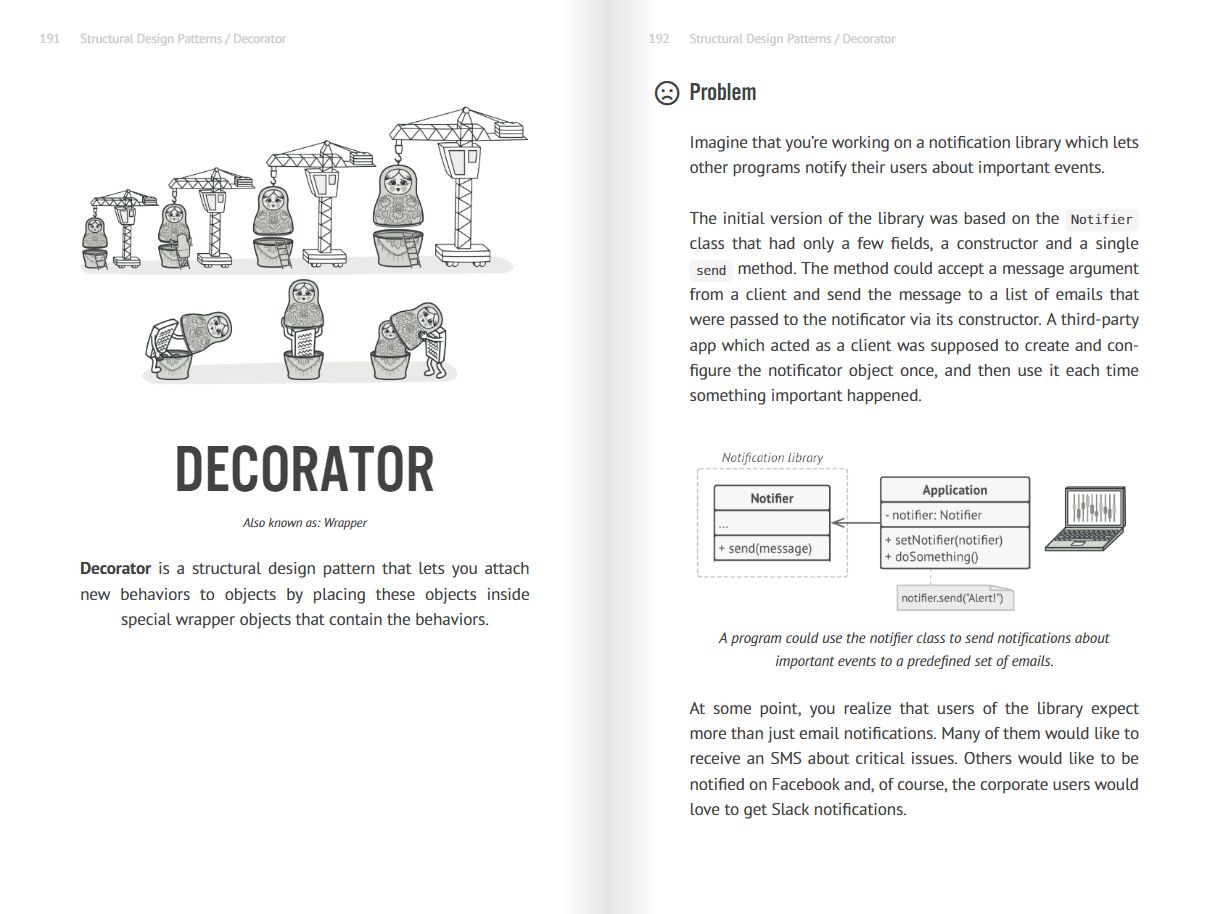 191 Structural Design Patterns / Decorator
DECORATOR
Also known as: Wrapper
Decorator is a structural design pattern that lets you attach
new behaviors to objects by placing these objects inside
special wrapper objects that contain the behaviors.
192 Structural Design Patterns / Decorator
Problem
Imagine that you’re working on a notification library which lets
other programs notify their users about important events.
The initial version of the library was based on the Notifier
class that had only a few fields, a constructor and a single
send method. The method could accept a message argument
from a client and send the message to a list of emails that
were passed to the notificator via its constructor. A third-party
app which acted as a client was supposed to create and con-
figure the notificator object once, and then use it each time
something important happened.
Notification library
Notifier
...
+ send(message)
Application
- notifier: Notifier
+ setNotifier(notifier)
+ doSomething()
notifier.send("Alert!")
A program could use the notifier class to send notifications about
important events to a predefined set of emails.
At some point, you realize that users of the library expect
more than just email notifications. Many of them would like to
receive an SMS about critical issues. Others would like to be
notified on Facebook and, of course, the corporate users would
love to get Slack notifications.